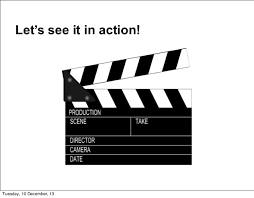 Let's see it in action!
PRODUCTION
SCENE TAKE
DIRECTOR
CAMERA
DATE
Tuesday, 10 December, 13